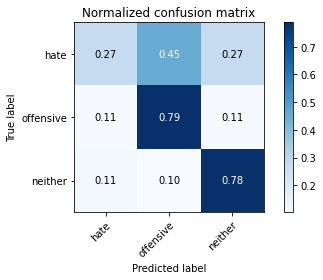 Normalized confusion matrix
hate 0.27 0.45 0.27
offensive 0.11 0.79 0.11
neither 0.11 0.10 0.78
hate offensive neither
True label
Predicted label
0.7
0.6
0.5
0.4
0.3
0.2